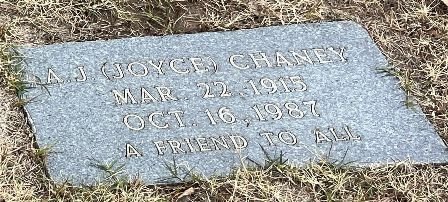 A. J. (JOYCE) CHANEY
MAR. 22, 1915
OCT. 16, 1987
A FRIEND TO ALL